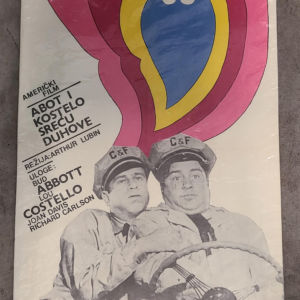 AMERIČKI
FILM
ABOT I
KOSTELO
SREĆU
DUHOVE
REŽIJA: ARTHUR LUBIN
ULOGE:
BUD
ABBOTT
LOU
COSTELLO
JOAN DAVIS
RICHARD CARLSON
C&F
C&F